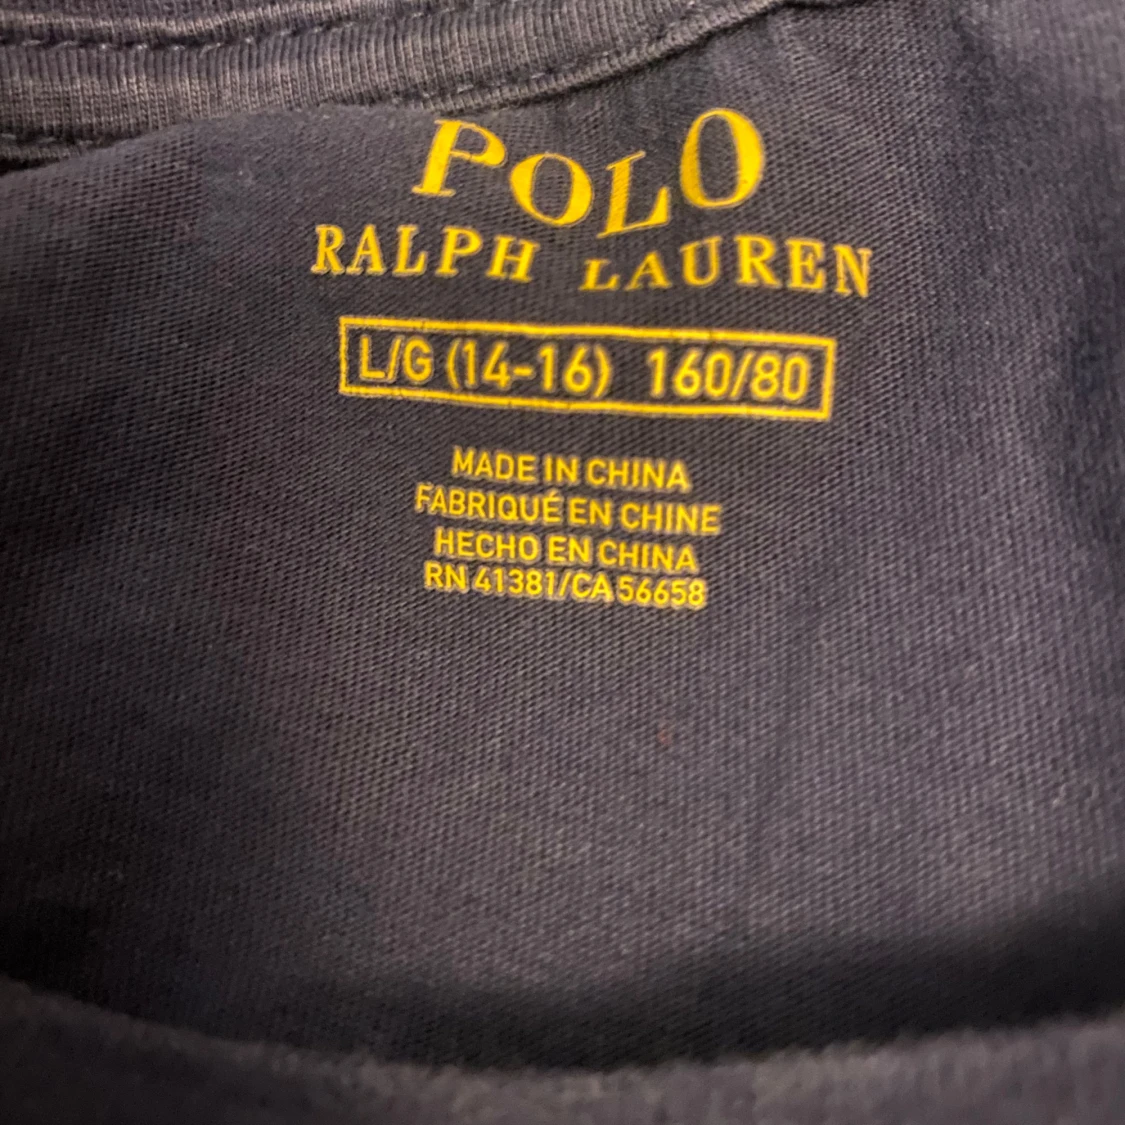 POLO
RALPH LAUREN
L/G (14-16) 160/80
MADE IN CHINA
FABRIQUÉ EN CHINE
HECHO EN CHINA
RN 41381/CA 56658